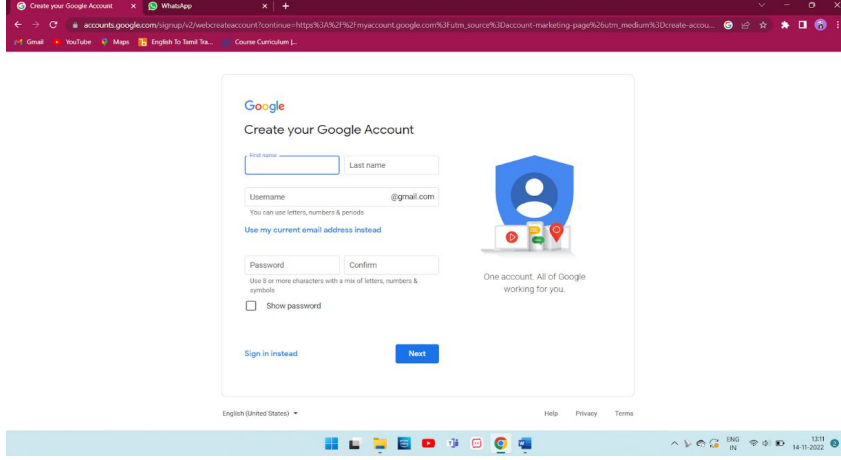 Create your Google Account
WhatsApp
accounts.google.com/signup/v2/webcreateaccount?continue=https%3A%2F%2Fmyaccount.google.com%3Futm_source%3Daccount-marketing-page%26utm_medium%3Dcreate-accou...
Gmail YouTube Maps English To Tamil Tra... Course Curriculum |...
Google
Create your Google Account
First name
Last name
Username @gmail.com
You can use letters, numbers & periods
Use my current email address instead
Password Confirm
Use 8 or more characters with a mix of letters, numbers &
symbols
Show password
One account. All of Google
working for you.
Sign in instead Next
English (United States) Help Privacy Terms
ENG
IN
13:11
14-11-2022
2